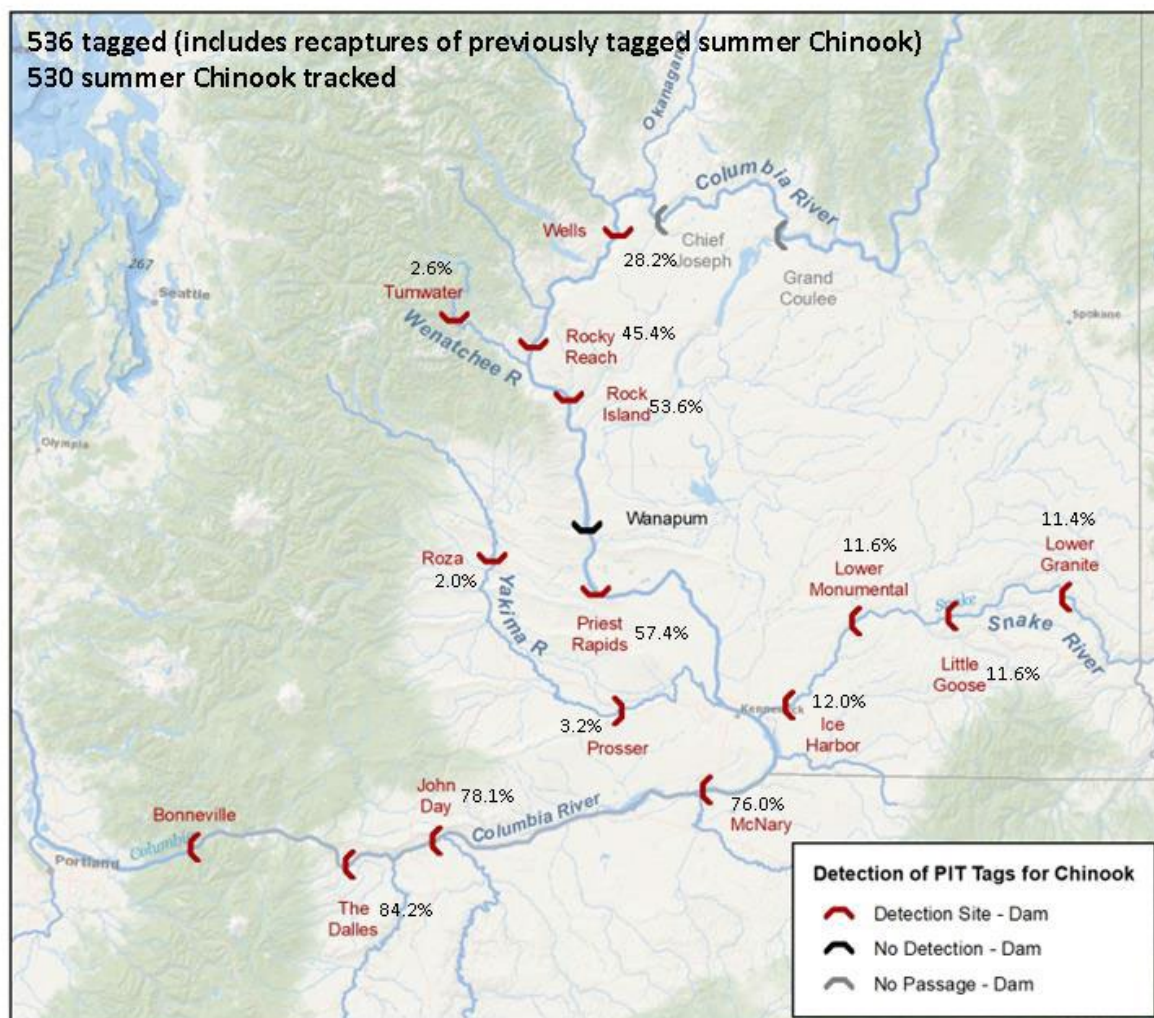 536 tagged (includes recaptures of previously tagged summer Chinook)
530 summer Chinook tracked
Okanagan R
Columbia River
Wells
28.2%
Chief
Joseph
Grand
Coulee
267
Seattle
2.6%
Tumwater
Wenatchee R
Rocky
Reach
45.4%
Spokane
Rock
Island
53.6%
Olympia
Wanapum
Roza
2.0%
Yakima R
Priest
Rapids
57.4%
11.6%
Lower
Monumental
11.4%
Lower
Granite
Snake
Snake River
Little
Goose
11.6%
3.2%
Prosser
12.0%
Ice
Harbor
Bonneville
John
Day
78.1%
Columbia River
76.0%
McNary
Columbia
Portland
The
Dalles
84.2%
Detection of PIT Tags for Chinook
Detection Site - Dam
No Detection - Dam
No Passage - Dam